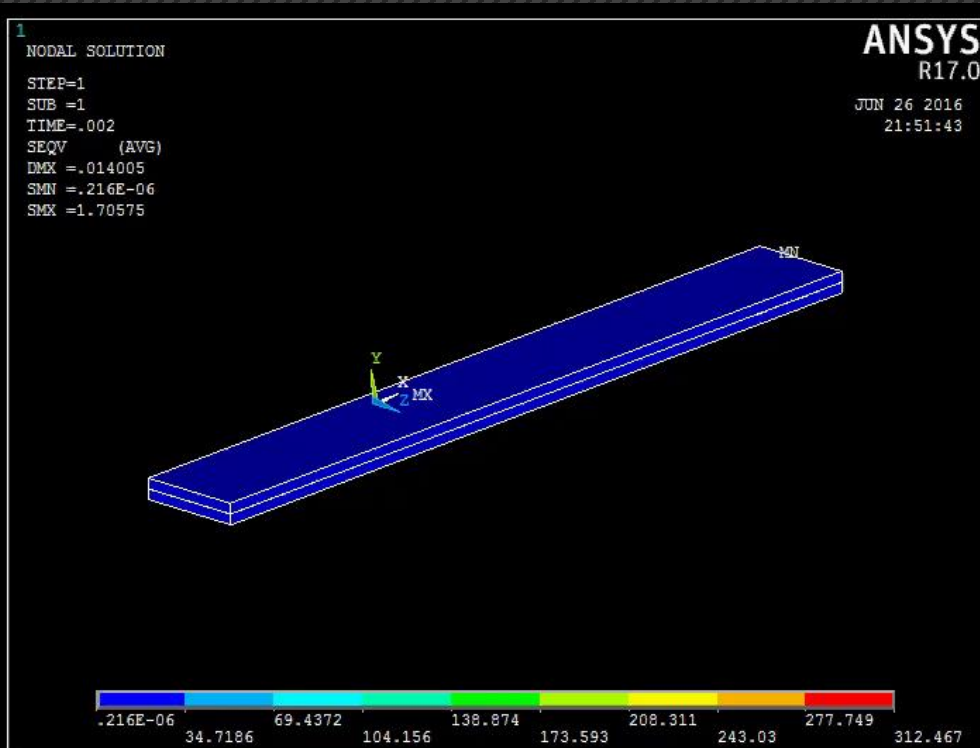 1
NODAL SOLUTION
STEP=1
SUB =1
TIME=.002
SEQV (AVG)
DMX =.014005
SMN =.216E-06
SMX =1.70575
ANSYS
R17.0
JUN 26 2016
21:51:43
MN
Y
X
Z MX
.216E-06 69.4372 138.874 208.311 277.749
34.7186 104.156 173.593 243.03 312.467